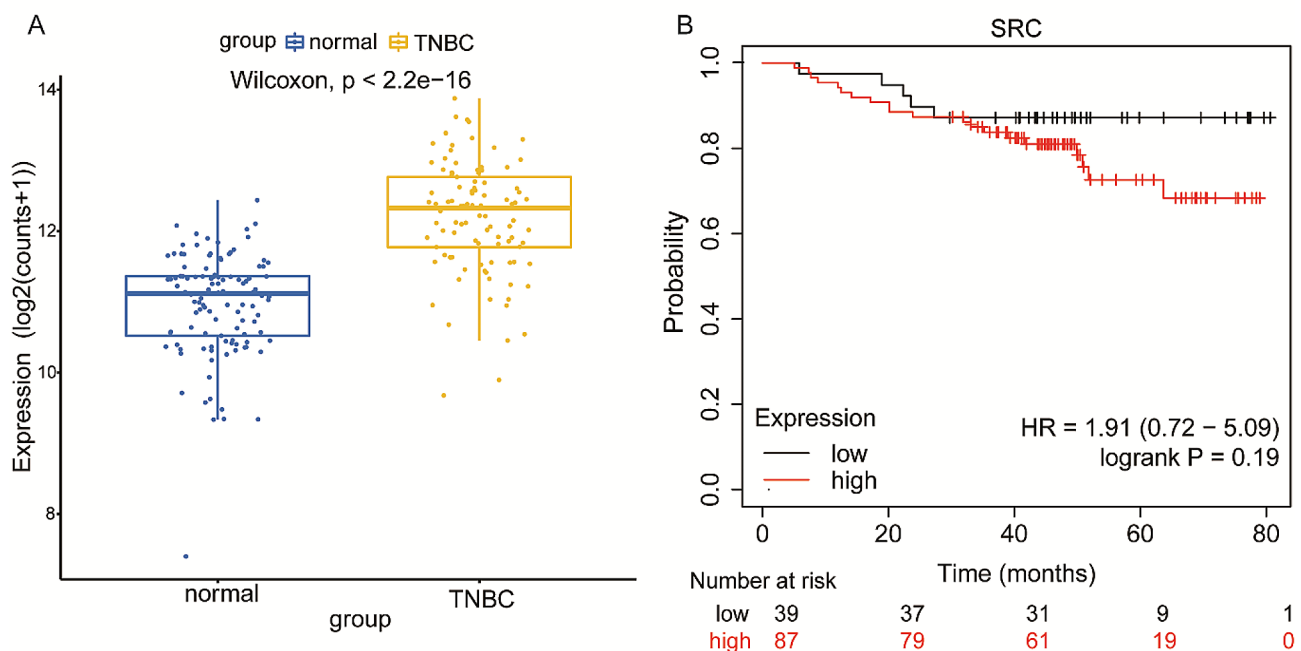 A
group normal TNBC
Wilcoxon, p < 2.2e−16
Expression (log2(counts+1))
14
12
10
8
normal TNBC
group
B
SRC
Probability
1.0
0.8
0.6
0.4
0.2
0.0
Expression
low
high
HR = 1.91 (0.72 − 5.09)
logrank P = 0.19
0 20 40 60 80
Time (months)
Number at risk
low 39 37 31 9 1
high 87 79 61 19 0